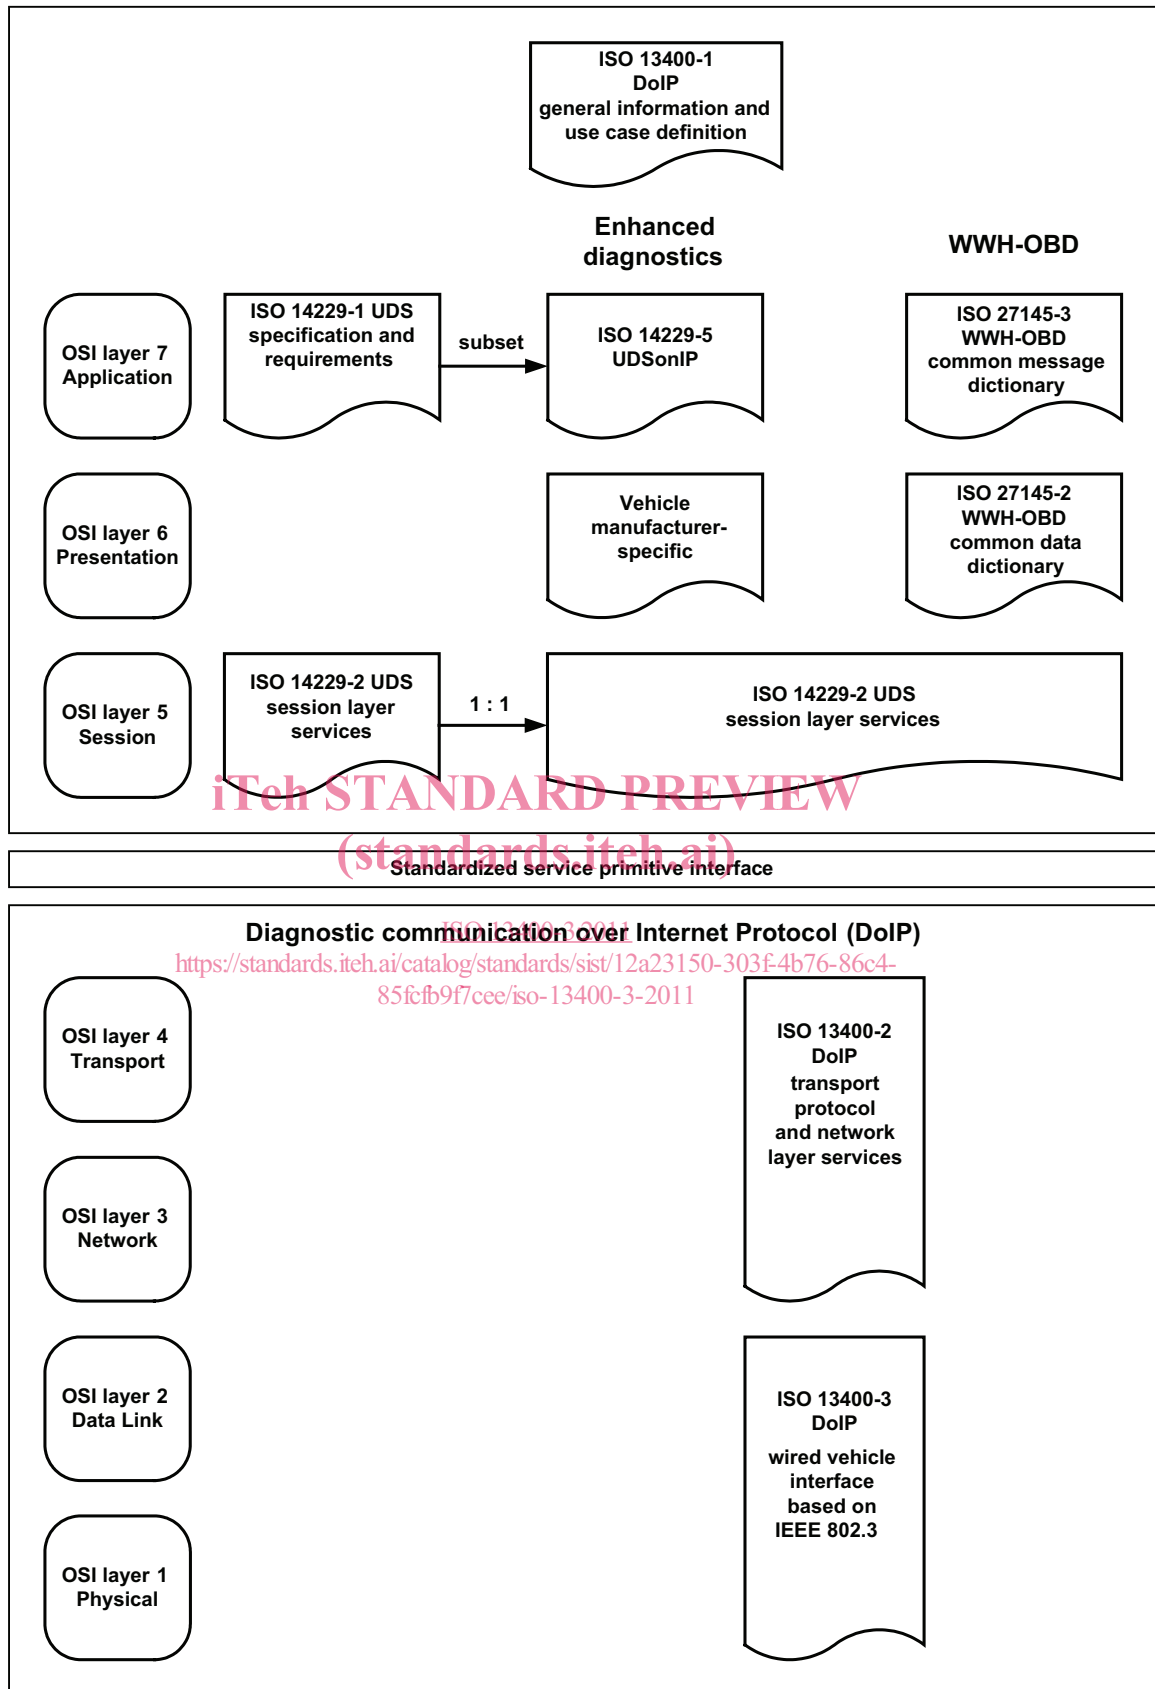 ISO 13400-1
DoIP
general information and
use case definition
Enhanced
diagnostics
WWH-OBD
OSI layer 7
Application
ISO 14229-1 UDS
specification and
requirements
subset
ISO 14229-5
UDSonIP
ISO 27145-3
WWH-OBD
common message
dictionary
OSI layer 6
Presentation
Vehicle
manufacturer-
specific
ISO 27145-2
WWH-OBD
common data
dictionary
OSI layer 5
Session
ISO 14229-2 UDS
session layer
services
1 : 1
ISO 14229-2 UDS
session layer services
iTeh STANDARD PREVIEW
(standards.iteh.ai)
Standardized service primitive interface
Diagnostic communication over Internet Protocol (DoIP)
ISO 13400-3:2011
https://standards.iteh.ai/catalog/standards/sist/12a23150-303f-4b76-86c4-
85fcfb9f7cee/iso-13400-3-2011
OSI layer 4
Transport
ISO 13400-2
DoIP
transport
protocol
and network
layer services
OSI layer 3
Network
OSI layer 2
Data Link
ISO 13400-3
DoIP
wired vehicle
interface
based on
IEEE 802.3
OSI layer 1
Physical